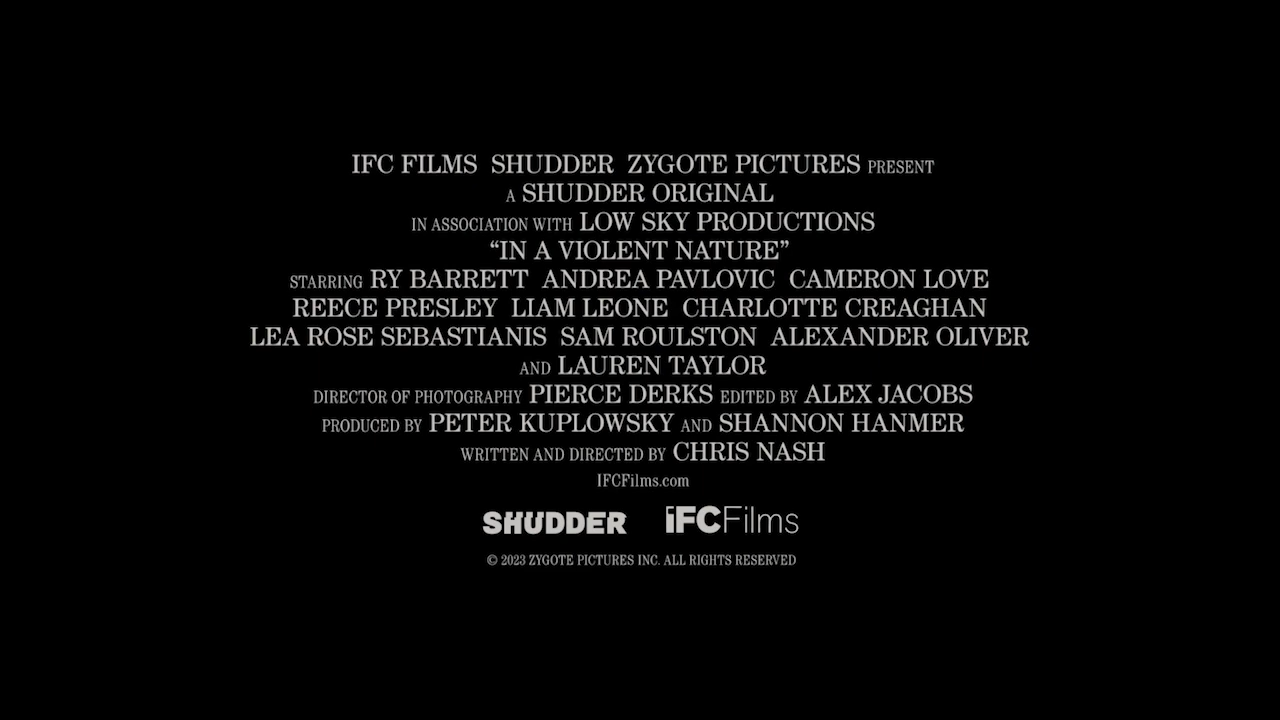 IFC FILMS SHUDDER ZYGOTE PICTURES PRESENT
A SHUDDER ORIGINAL
IN ASSOCIATION WITH LOW SKY PRODUCTIONS
“IN A VIOLENT NATURE”
STARRING RY BARRETT ANDREA PAVLOVIC CAMERON LOVE
REECE PRESLEY LIAM LEONE CHARLOTTE CREAGHAN
LEA ROSE SEBASTIANIS SAM ROULSTON ALEXANDER OLIVER
AND LAUREN TAYLOR
DIRECTOR OF PHOTOGRAPHY PIERCE DERKS EDITED BY ALEX JACOBS
PRODUCED BY PETER KUPLOWSKY AND SHANNON HANMER
WRITTEN AND DIRECTED BY CHRIS NASH
IFCFilms.com
SHUDDER iFCFilms
© 2023 ZYGOTE PICTURES INC. ALL RIGHTS RESERVED